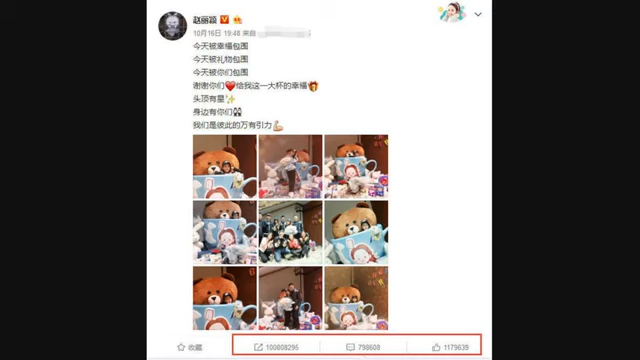 赵丽颖
10月16日 19:48 来自
今天被幸福包围
今天被礼物包围
今天被你们包围
谢谢你们❤️给我这一大杯的幸福🎁
头顶有星✨
身边有你们👯
我们是彼此的万有引力💪
收藏
100808295
798608
1179639